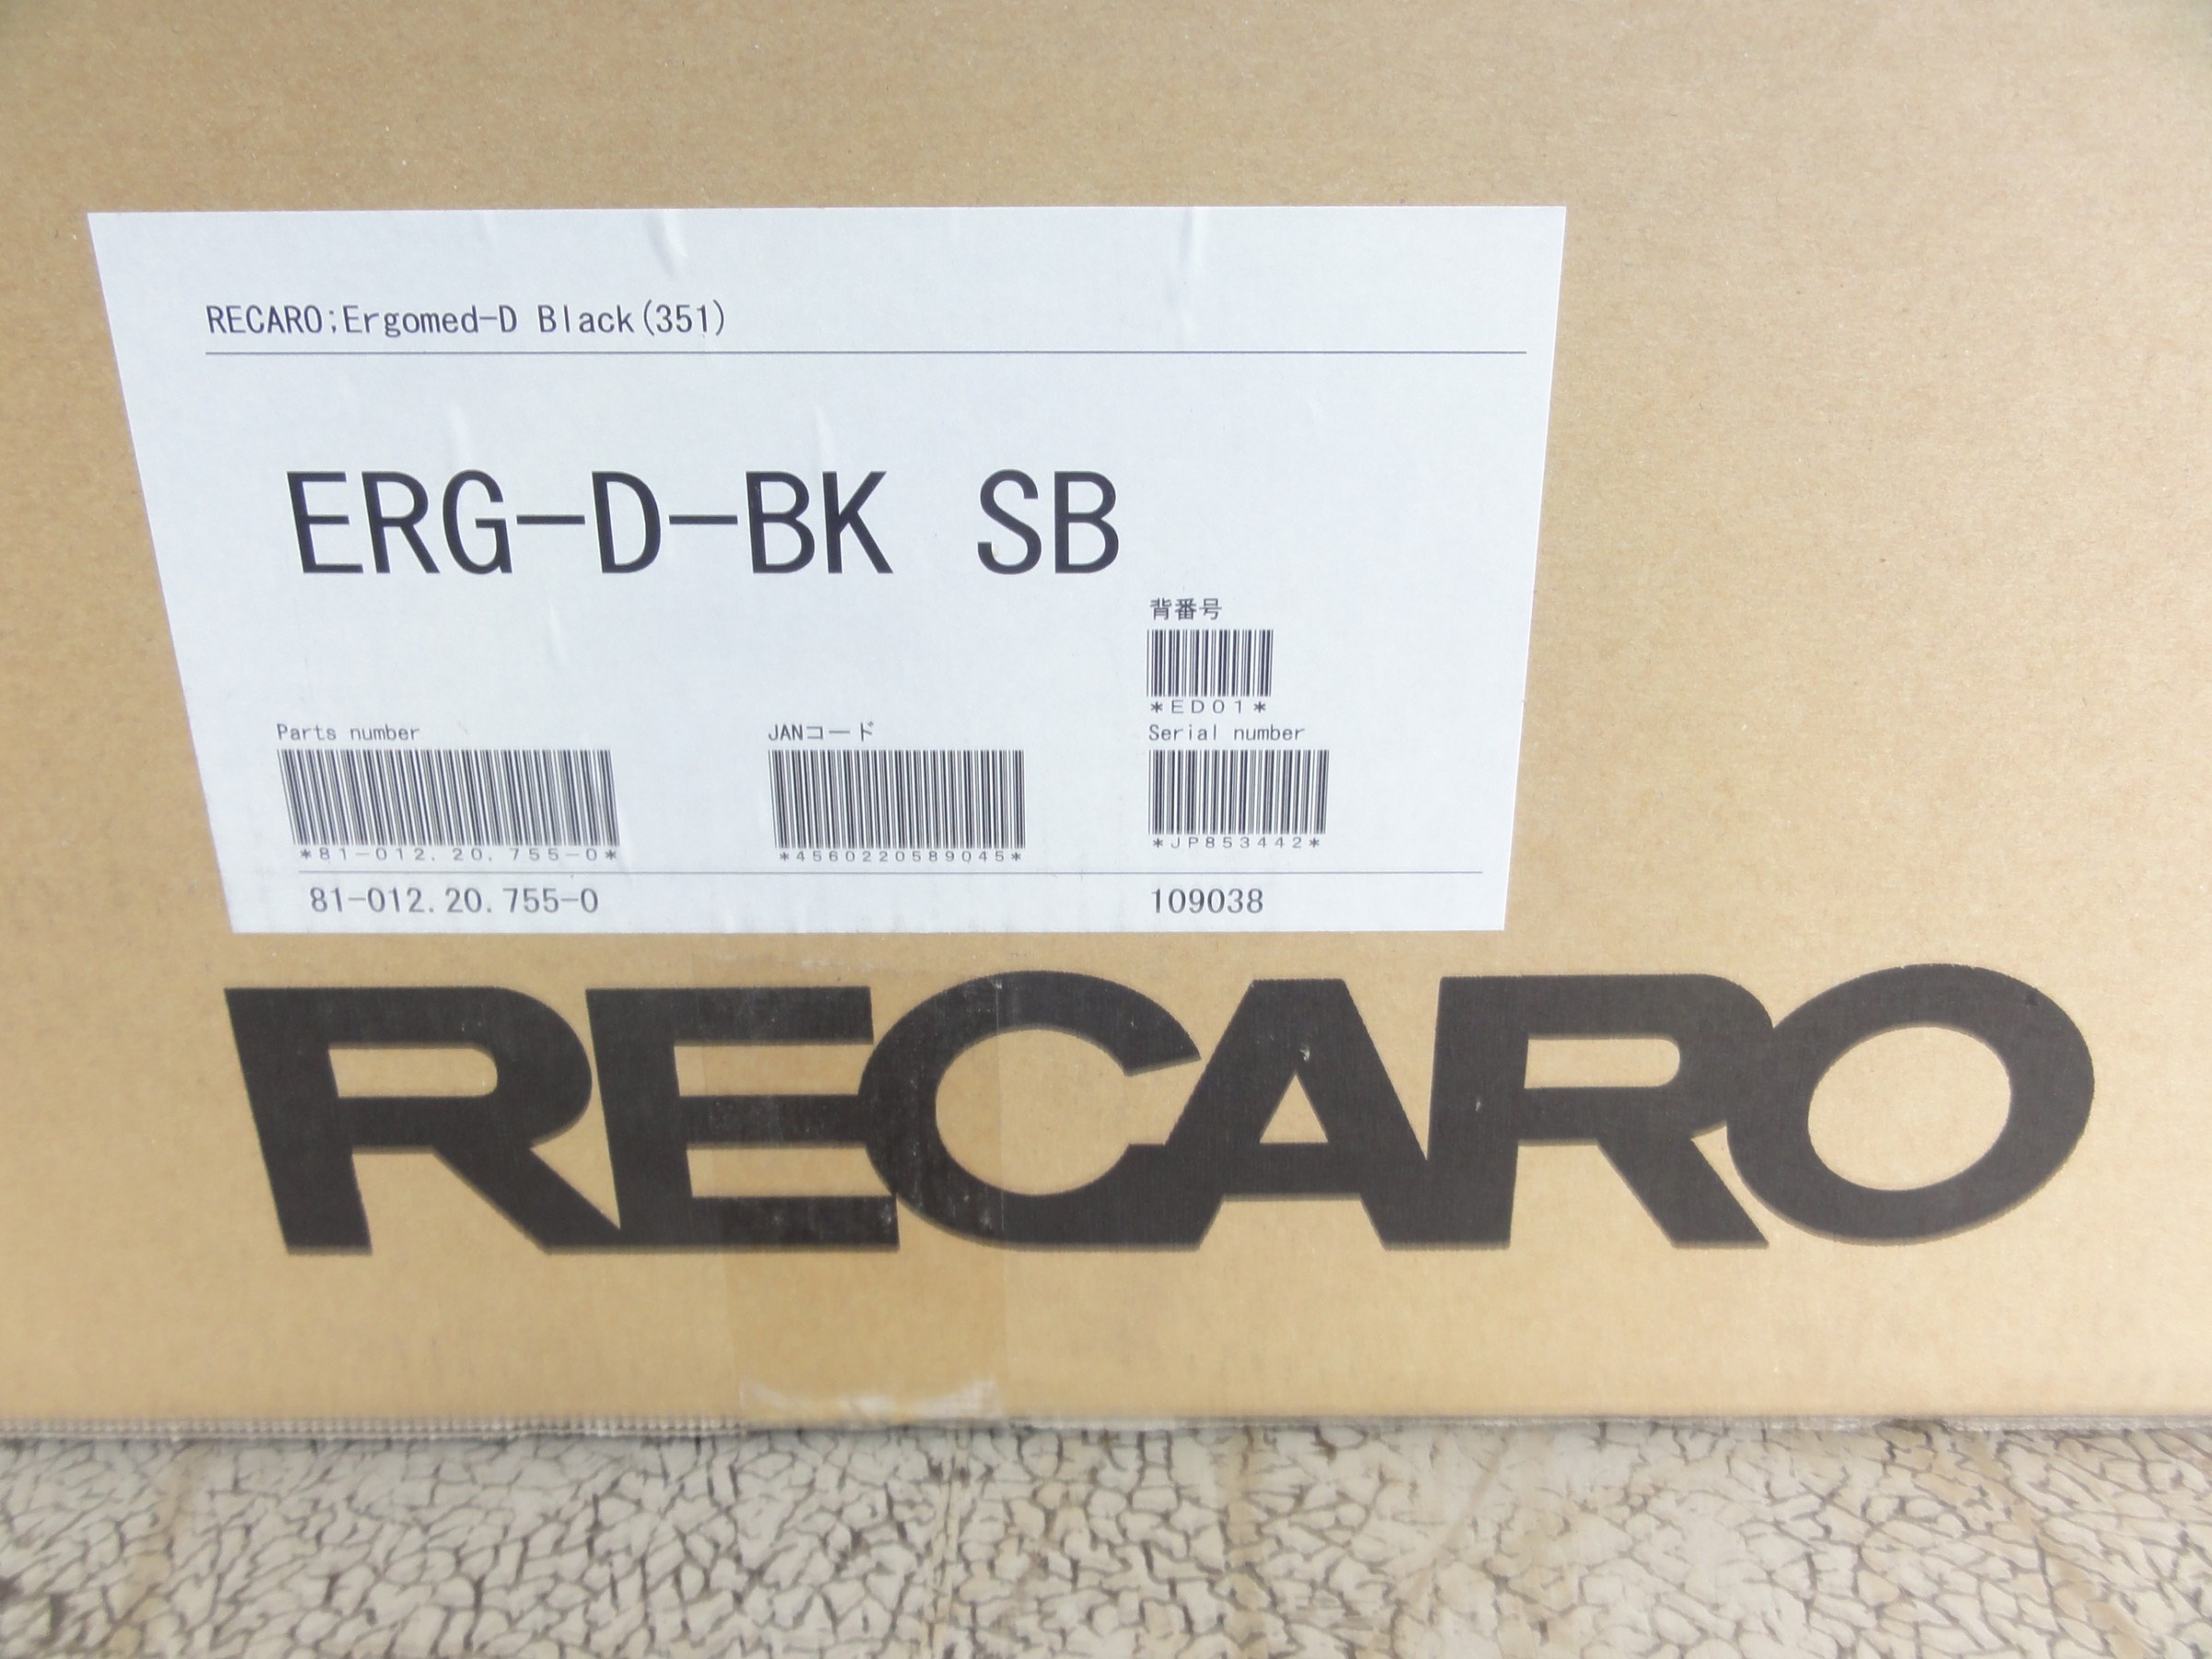 RECARO;Ergomed-D Black(351)
ERG-D-BK SB
背番号
*ED01*
Parts number
JANコード
Serial number
*81-012.20.755-0*
*4560220589045*
*JP853442*
81-012.20.755-0
109038
RECARO